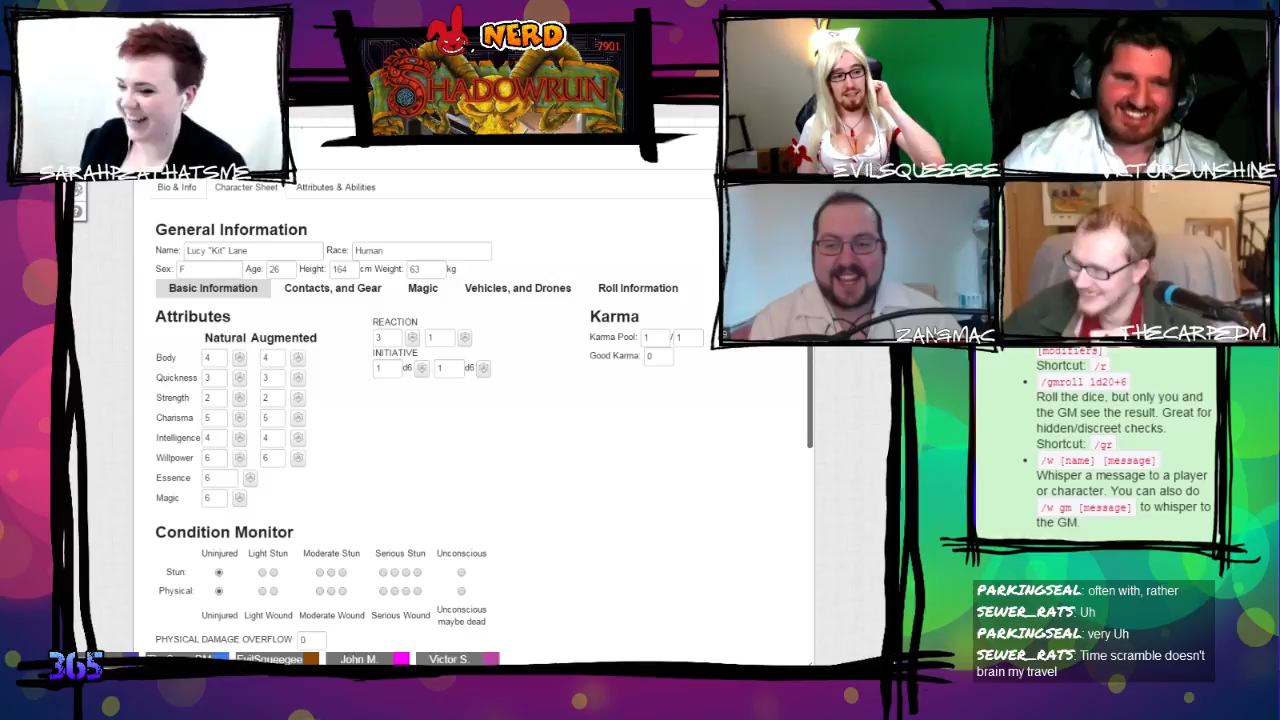 NERD
7901
SHADOWRUN
SARAHPLZTHATSME
EVILSQUEEGEE
ZANGMAC
THECARPEDM
Bio & Info
Character Sheet
Attributes & Abilities
General Information
Name: Lucy "Kit" Lane Race: Human
Sex: F Age: 26 Height: 164 cm Weight: 63 kg
Basic Information Contacts, and Gear Magic Vehicles, and Drones Roll Information
Attributes
Natural Augmented
Body 4 4
Quickness 3 3
Strength 2 2
Charisma 5 5
Intelligence 4 4
Willpower 6 6
Essence 6
Magic 6
REACTION
3 1
INITIATIVE
1 d6 1 d6
Karma
Karma Pool: 1 / 1
Good Karma: 0
Condition Monitor
Uninjured Light Stun Moderate Stun Serious Stun Unconscious
Stun:
Physical:
Uninjured Light Wound Moderate Wound Serious Wound Unconscious
maybe dead
PHYSICAL DAMAGE OVERFLOW: 0
EvilSqueegee John M. Victor S.
365
[modifiers]
Shortcut: /r
/gmroll 1d20+6
Roll the dice, but only you and
the GM see the result. Great for
hidden/discreet checks.
Shortcut: /gr
/w [name] [message]
Whisper a message to a player
or character. You can also do
/w gm [message] to whisper to
the GM.
PARKINGSEAL: often with, rather
SEWER_RATS: Uh
PARKINGSEAL: very Uh
SEWER_RATS: Time scramble doesn't
brain my travel